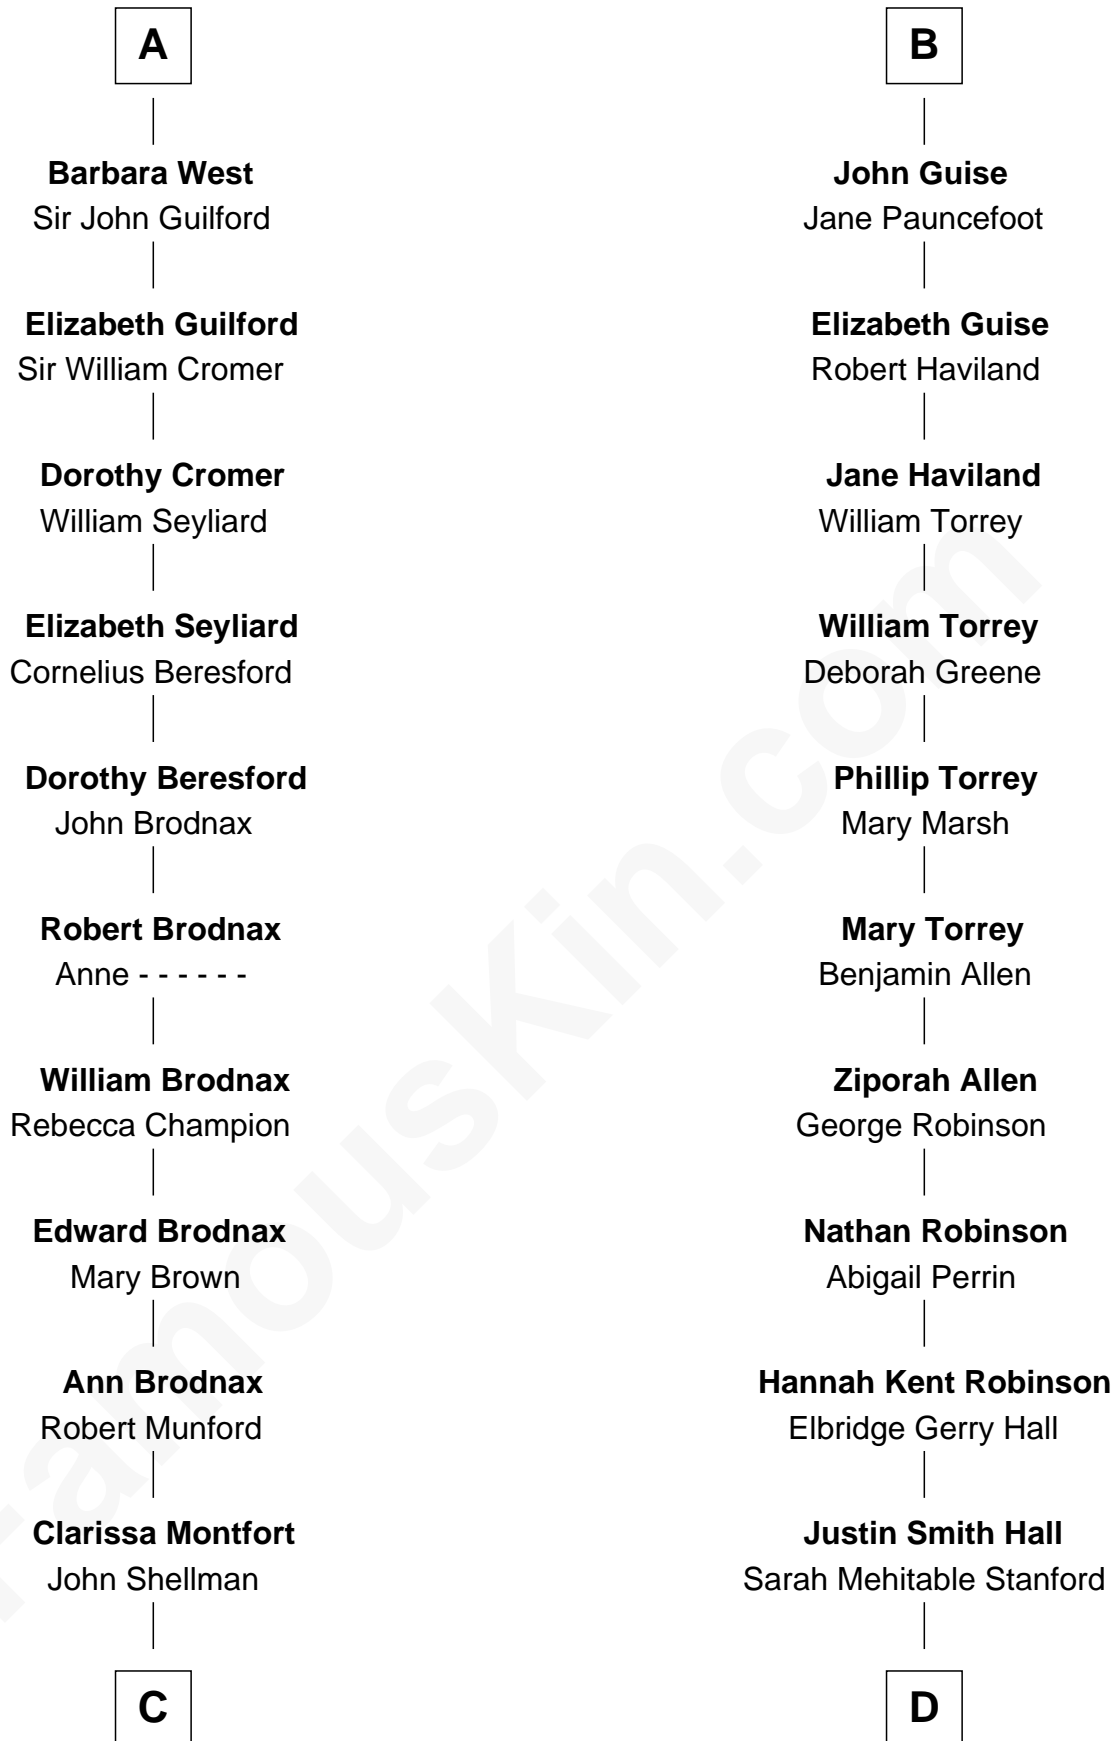 A
Barbara West
Sir John Guilford
Elizabeth Guilford
Sir William Cromer
Dorothy Cromer
William Seyliard
Elizabeth Seyliard
Cornelius Beresford
Dorothy Beresford
John Brodnax
Robert Brodnax
Anne - - - - - -
William Brodnax
Rebecca Champion
Edward Brodnax
Mary Brown
Ann Brodnax
Robert Munford
Clarissa Montfort
John Shellman
C
B
John Guise
Jane Pauncefoot
Elizabeth Guise
Robert Haviland
Jane Haviland
William Torrey
William Torrey
Deborah Greene
Phillip Torrey
Mary Marsh
Mary Torrey
Benjamin Allen
Ziporah Allen
George Robinson
Nathan Robinson
Abigail Perrin
Hannah Kent Robinson
Elbridge Gerry Hall
Justin Smith Hall
Sarah Mehitable Stanford
D
FamousKin.com